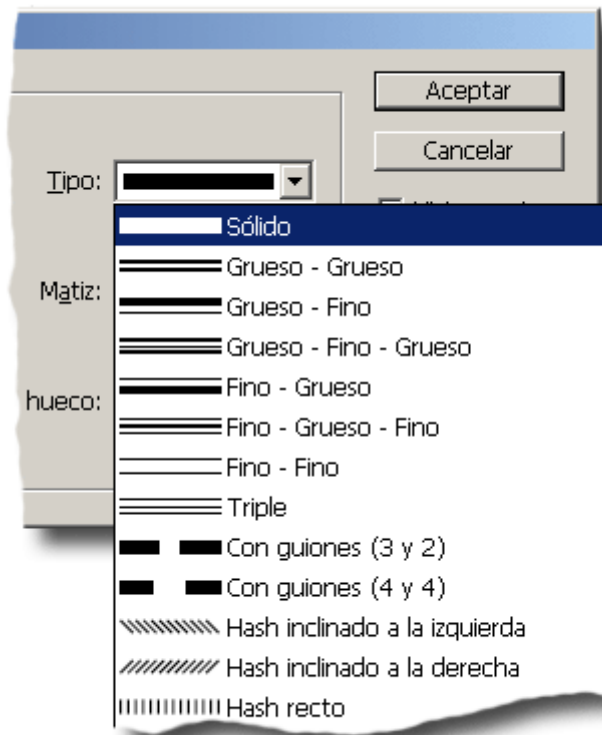 Aceptar
Cancelar
Tipo:
Sólido
Grueso - Grueso
Matiz:
Grueso - Fino
Grueso - Fino - Grueso
hueco:
Fino - Grueso
Fino - Grueso - Fino
Fino - Fino
Triple
Con guiones (3 y 2)
Con guiones (4 y 4)
Hash inclinado a la izquierda
Hash inclinado a la derecha
Hash recto